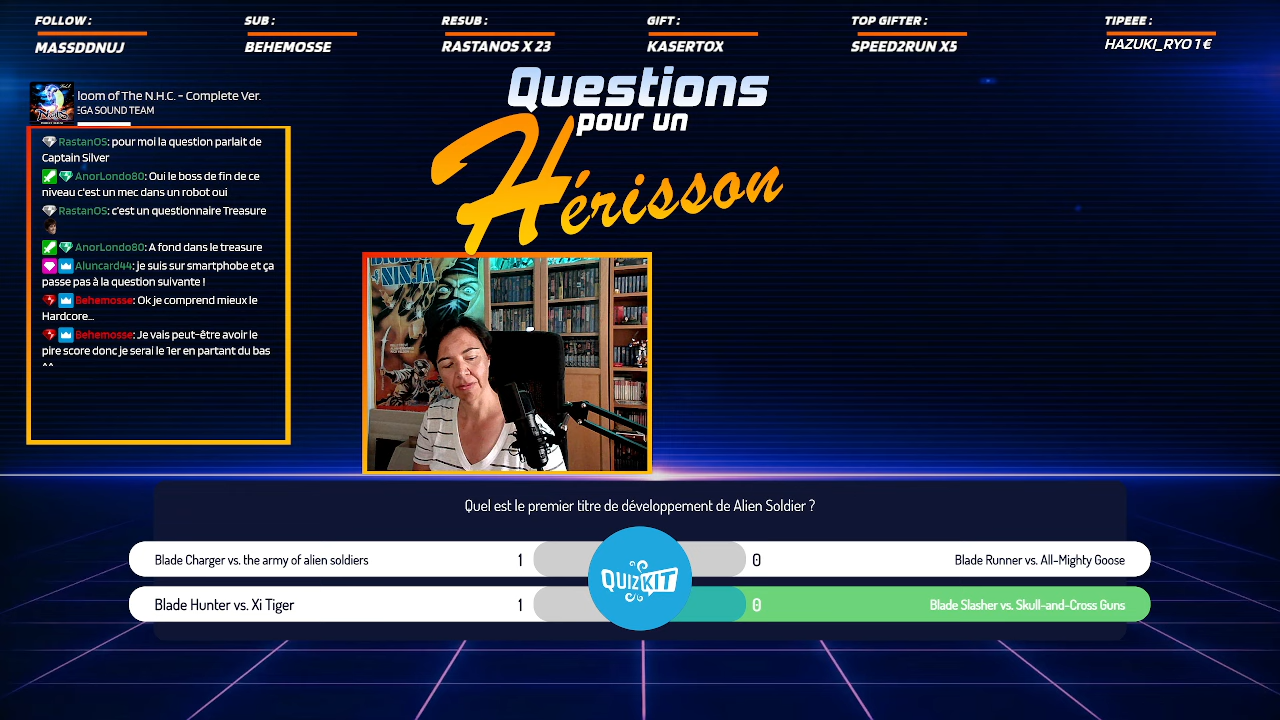 FOLLOW :
MASSDDNUJ
SUB :
BEHEMOSSE
RESUB :
RASTANOS X 23
GIFT :
KASERTOX
TOP GIFTER :
SPEED2RUN X5
TIPEEE :
HAZUKI_RYO 1 €
Questions
pour un
Hérisson
loom of The N.H.C. - Complete Ver.
EGA SOUND TEAM
RastanOS: pour moi la question parlait de
Captain Silver
AnorLondo80: Oui le boss de fin de ce
niveau c'est un mec dans un robot oui
RastanOS: c'est un questionnaire Treasure
AnorLondo80: A fond dans le treasure
Aluncard44: je suis sur smartphone et ça
passe pas à la question suivante !
Behemosse: Ok je comprend mieux le
Hardcore...
Behemosse: Je vais peut-être avoir le
pire score donc je serai le 1er en partant du bas
^^
NINJA
Quel est le premier titre de développement de Alien Soldier ?
Blade Charger vs. the army of alien soldiers 1
0 Blade Runner vs. All-Mighty Goose
QUIZKIT
Blade Hunter vs. Xi Tiger 1
0 Blade Slasher vs. Skull-and-Cross Guns